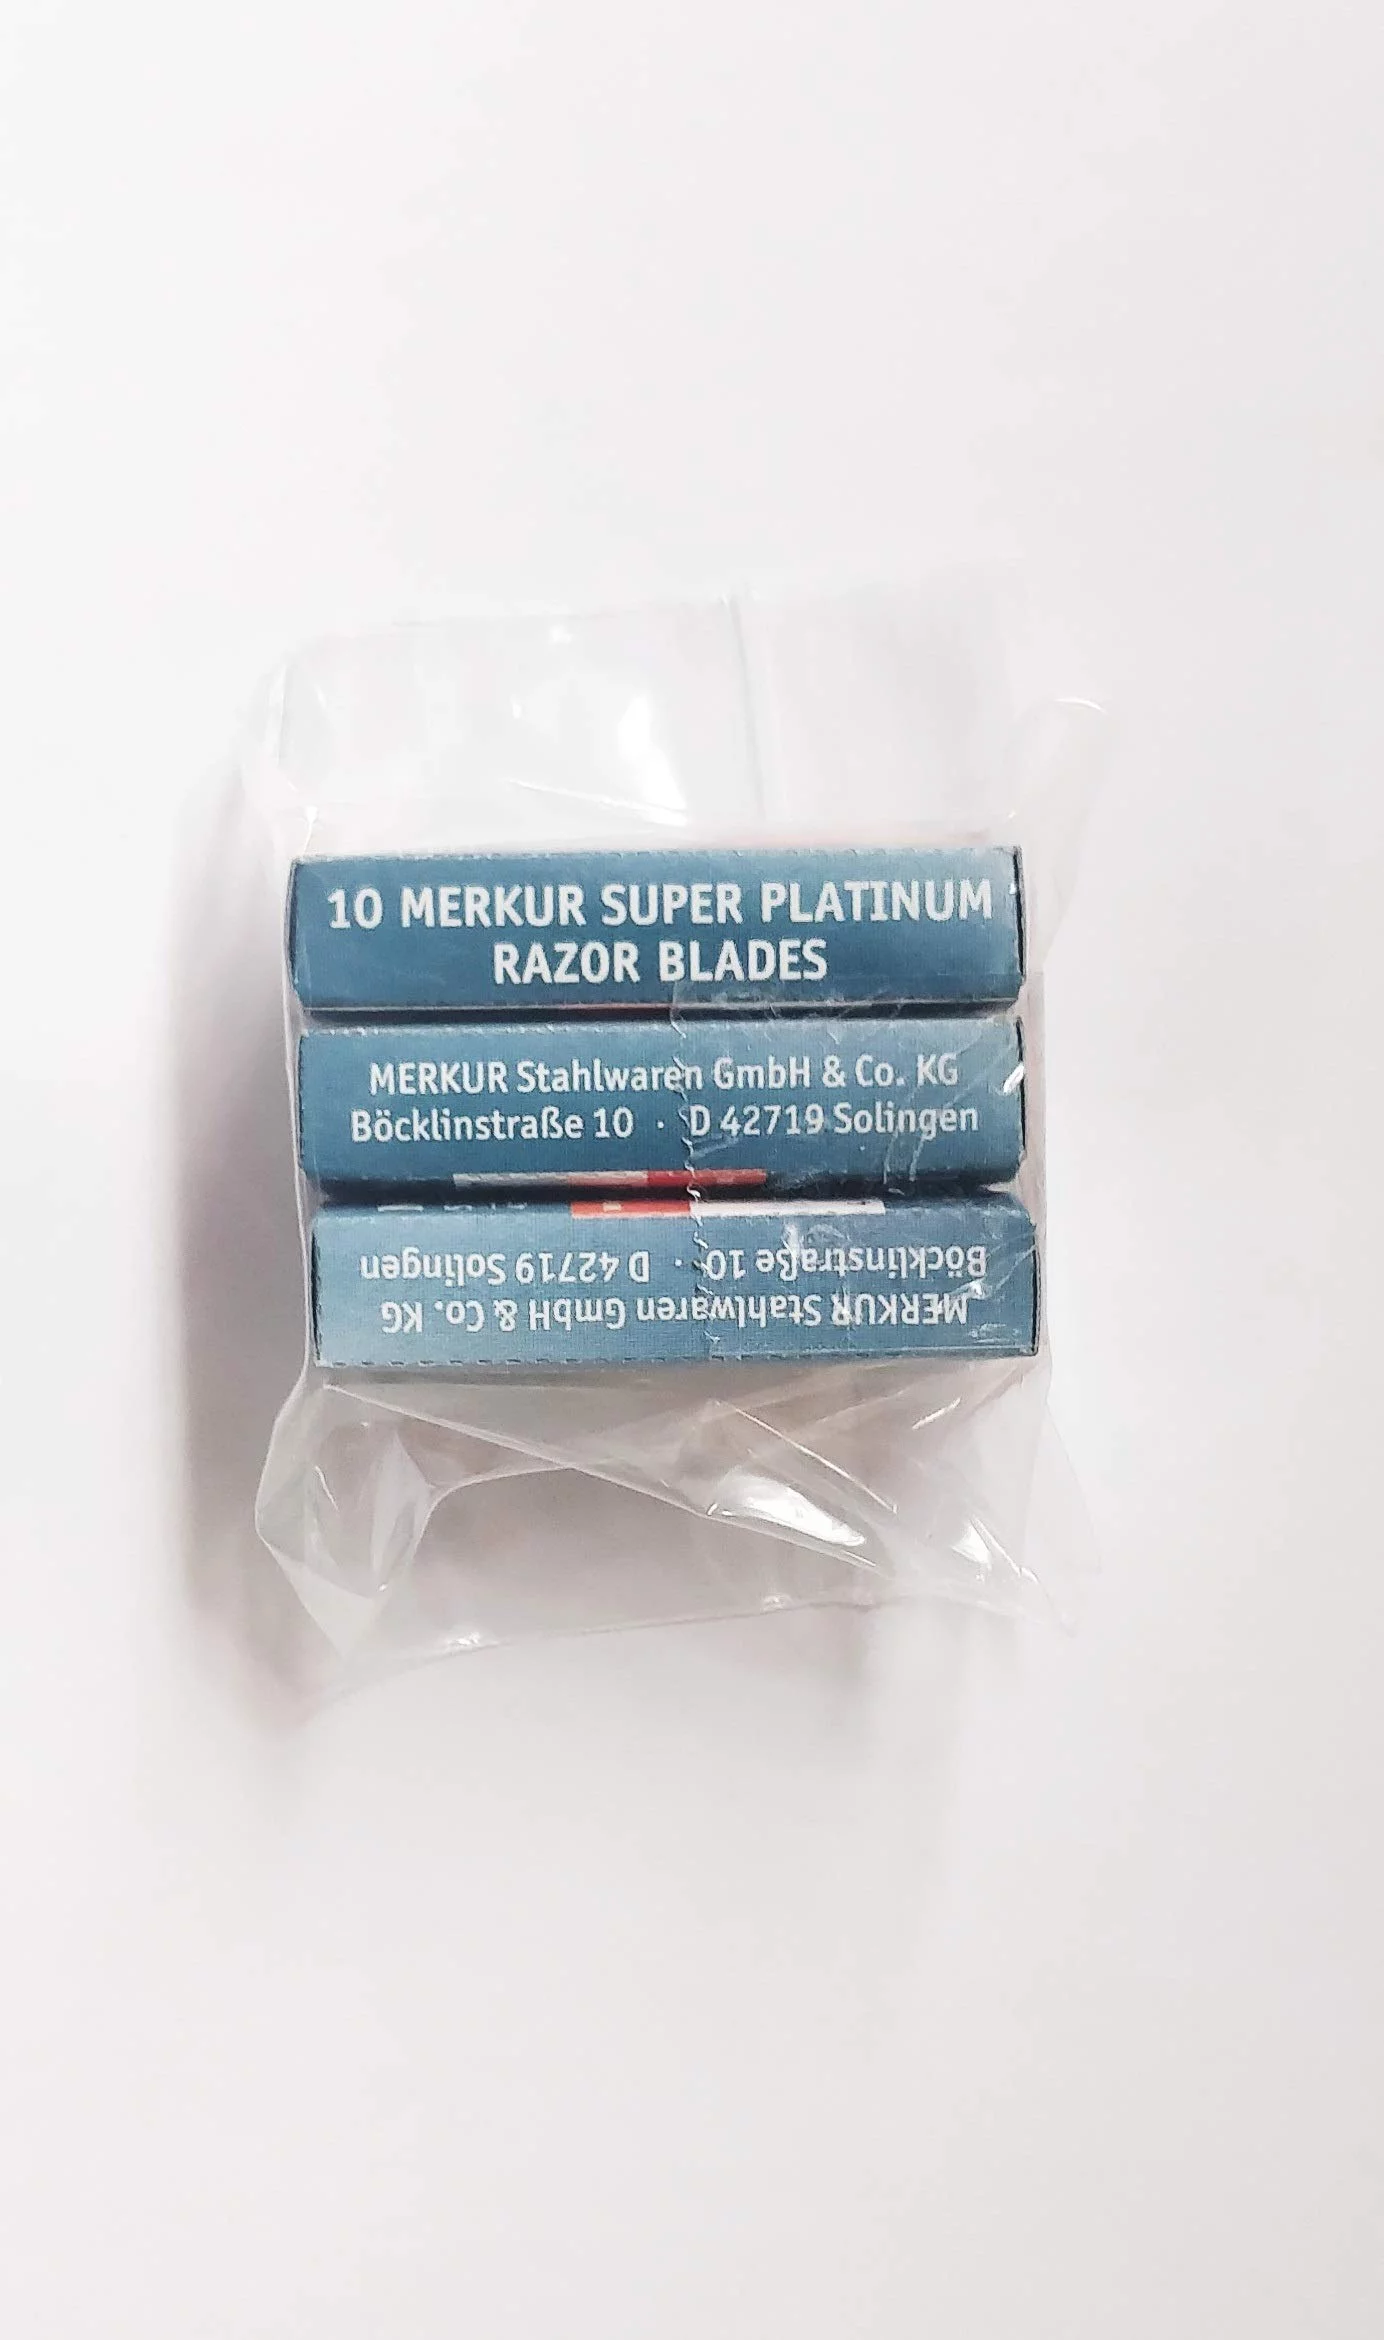 10 MERKUR SUPER PLATINUM
RAZOR BLADES
MERKUR Stahlwaren GmbH & Co. KG
Böcklinstraße 10 · D 42719 Solingen
MERKUR Stahlwaren GmbH & Co. KG
Böcklinstraße 10 · D 42719 Solingen